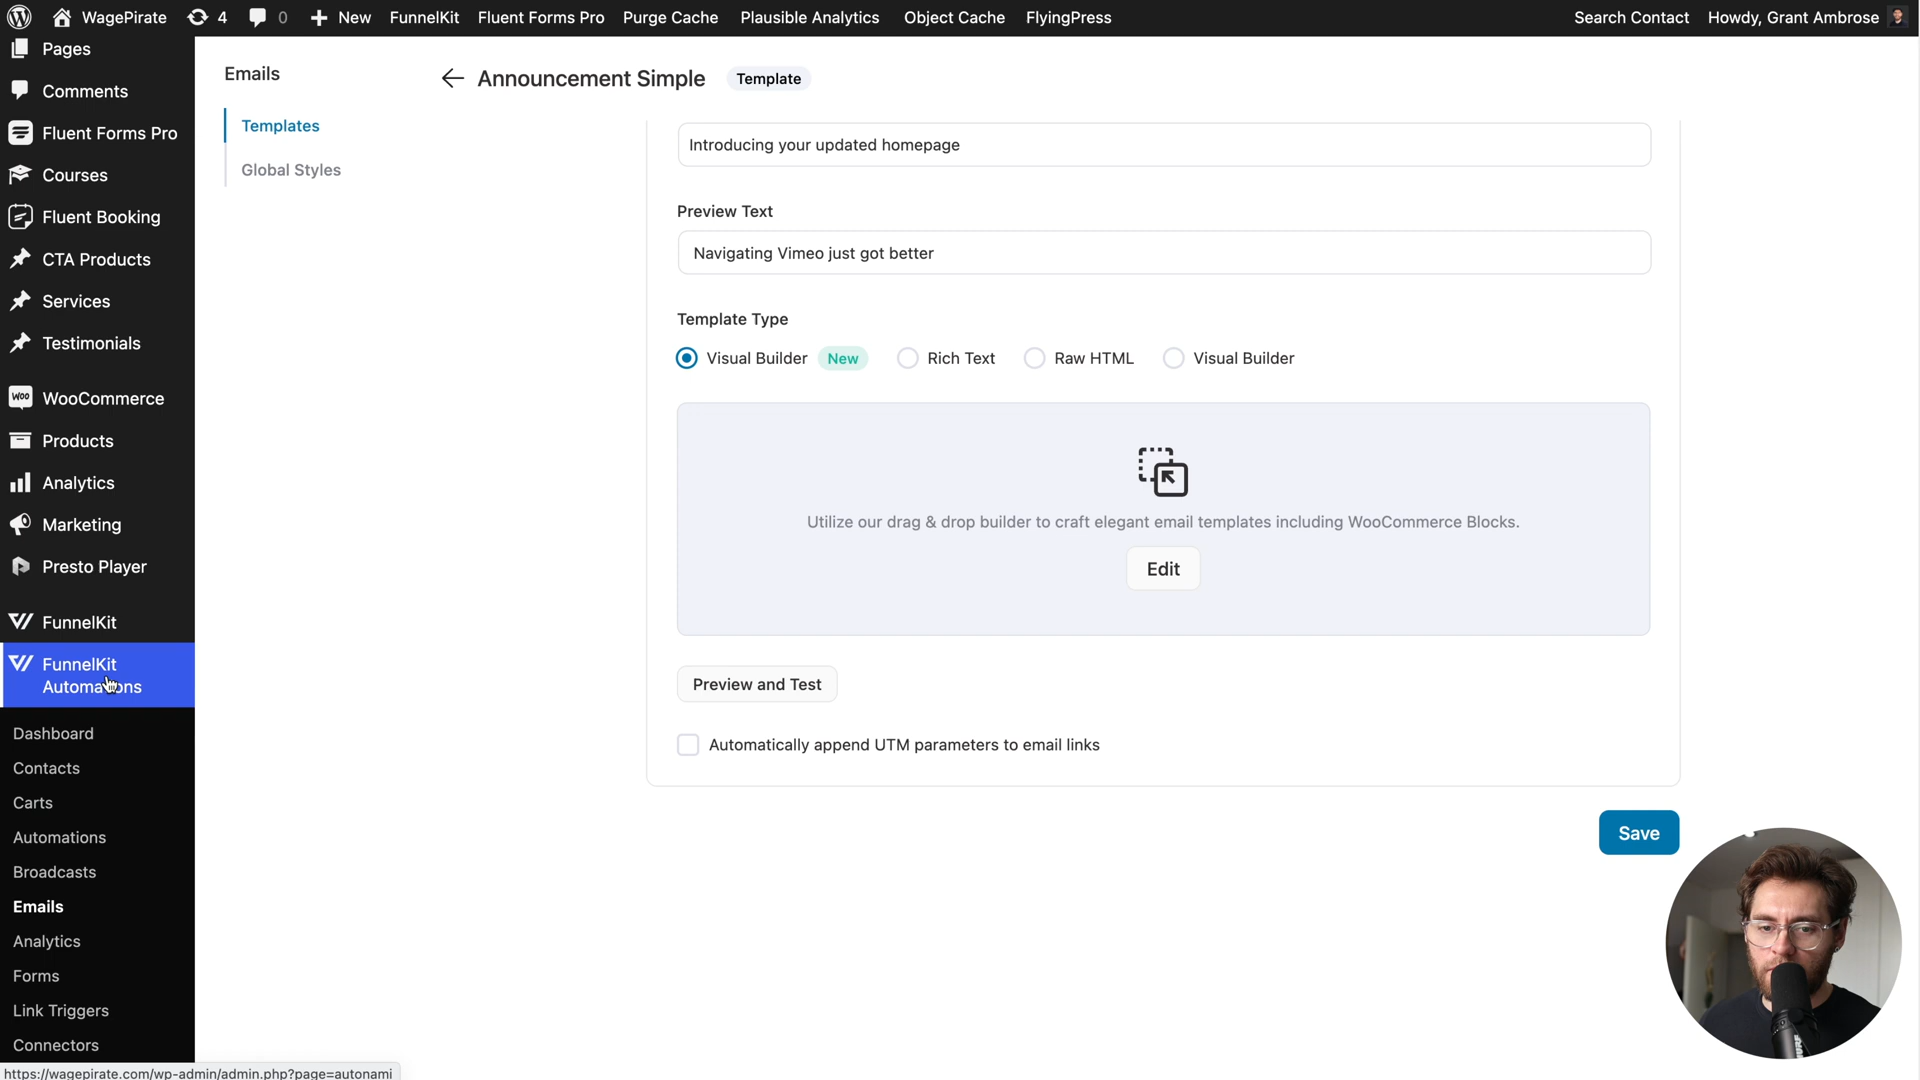 WagePirate
4
0
New
FunnelKit
Fluent Forms Pro
Purge Cache
Plausible Analytics
Object Cache
FlyingPress
Search Contact
Howdy, Grant Ambrose
Pages
Comments
Fluent Forms Pro
Courses
Fluent Booking
CTA Products
Services
Testimonials
WOO
WooCommerce
Products
Analytics
Marketing
Presto Player
FunnelKit
FunnelKit
Automations
Dashboard
Contacts
Carts
Automations
Broadcasts
Emails
Analytics
Forms
Link Triggers
Connectors
https://wagepirate.com/wp-admin/admin.php?page=autonami
Emails
Templates
Global Styles
Announcement Simple
Template
Introducing your updated homepage
Preview Text
Navigating Vimeo just got better
Template Type
Visual Builder New
Rich Text
Raw HTML
Visual Builder
Utilize our drag & drop builder to craft elegant email templates including WooCommerce Blocks.
Edit
Preview and Test
Automatically append UTM parameters to email links
Save